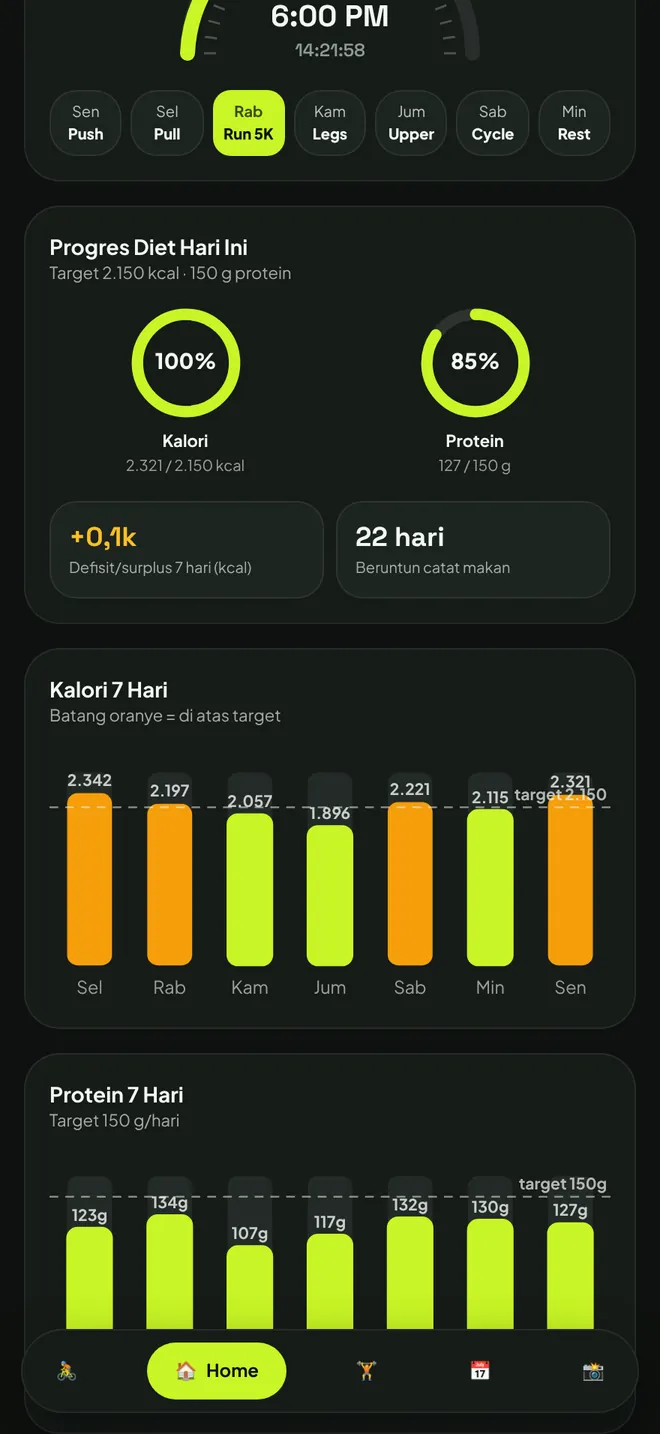 6:00 PM
14:21:58
Sen Sel Rab Kam Jum Sab Min
Push Pull Run 5K Legs Upper Cycle Rest
Progres Diet Hari Ini
Target 2.150 kcal · 150 g protein
100% 85%
Kalori Protein
2.321 / 2.150 kcal 127 / 150 g
+0,1k 22 hari
Defisit/surplus 7 hari (kcal) Beruntun catat makan
Kalori 7 Hari
Batang oranye = di atas target
2.342 2.197 2.057 1.896 2.221 2.115 2.321
target 2.150
Sel Rab Kam Jum Sab Min Sen
Protein 7 Hari
Target 150 g/hari
target 150g
123g 134g 107g 117g 132g 130g 127g
Home